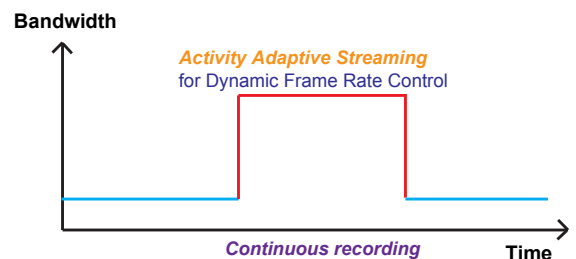 Bandwidth
Activity Adaptive Streaming
for Dynamic Frame Rate Control
Continuous recording
Time